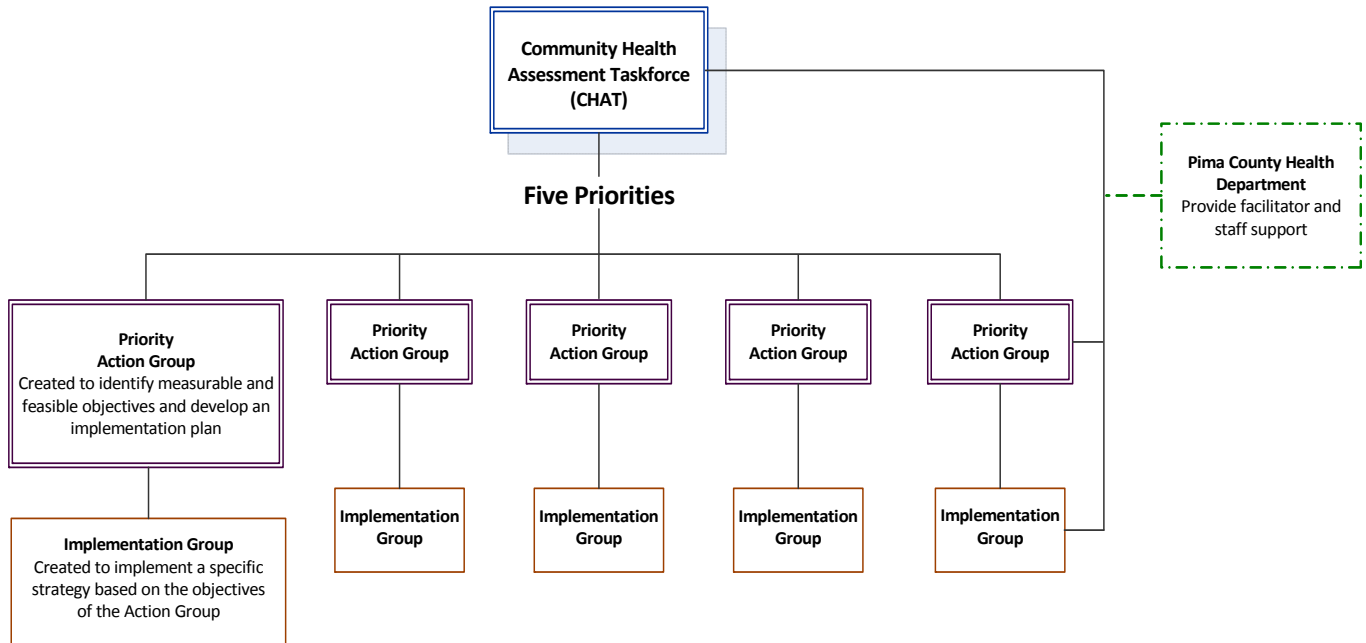 Community Health
Assessment Taskforce
(CHAT)
Five Priorities
Pima County Health
Department
Provide facilitator and
staff support
Priority
Action Group
Created to identify measurable and
feasible objectives and develop an
implementation plan
Priority
Action Group
Priority
Action Group
Priority
Action Group
Priority
Action Group
Implementation Group
Created to implement a specific
strategy based on the objectives
of the Action Group
Implementation
Group
Implementation
Group
Implementation
Group
Implementation
Group